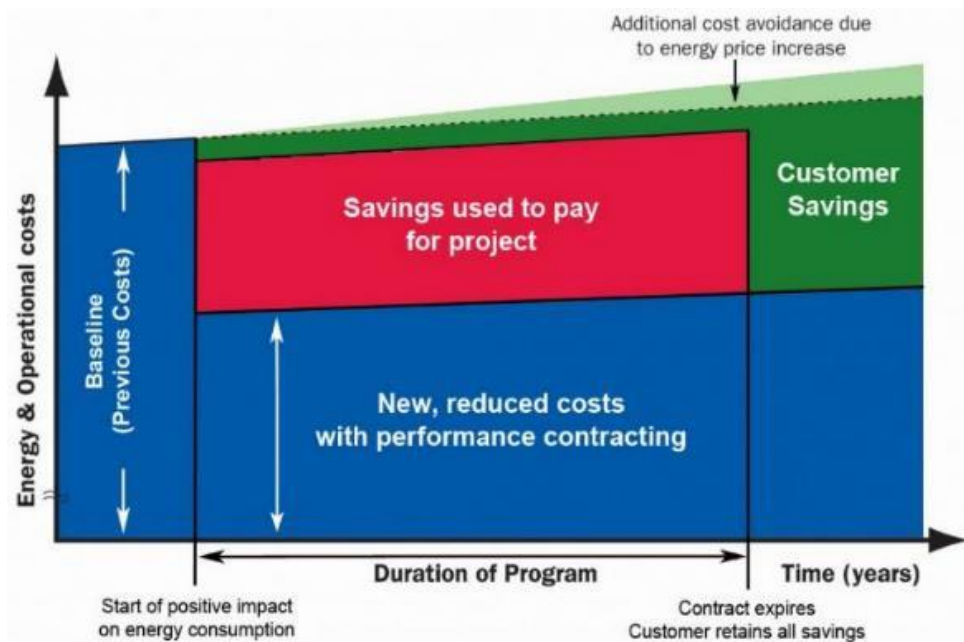 Additional cost avoidance due
to energy price increase
Energy & Operational costs
Baseline
(Previous Costs)
Savings used to pay
for project
Customer
Savings
New, reduced costs
with performance contracting
Duration of Program
Time (years)
Start of positive impact
on energy consumption
Contract expires
Customer retains all savings